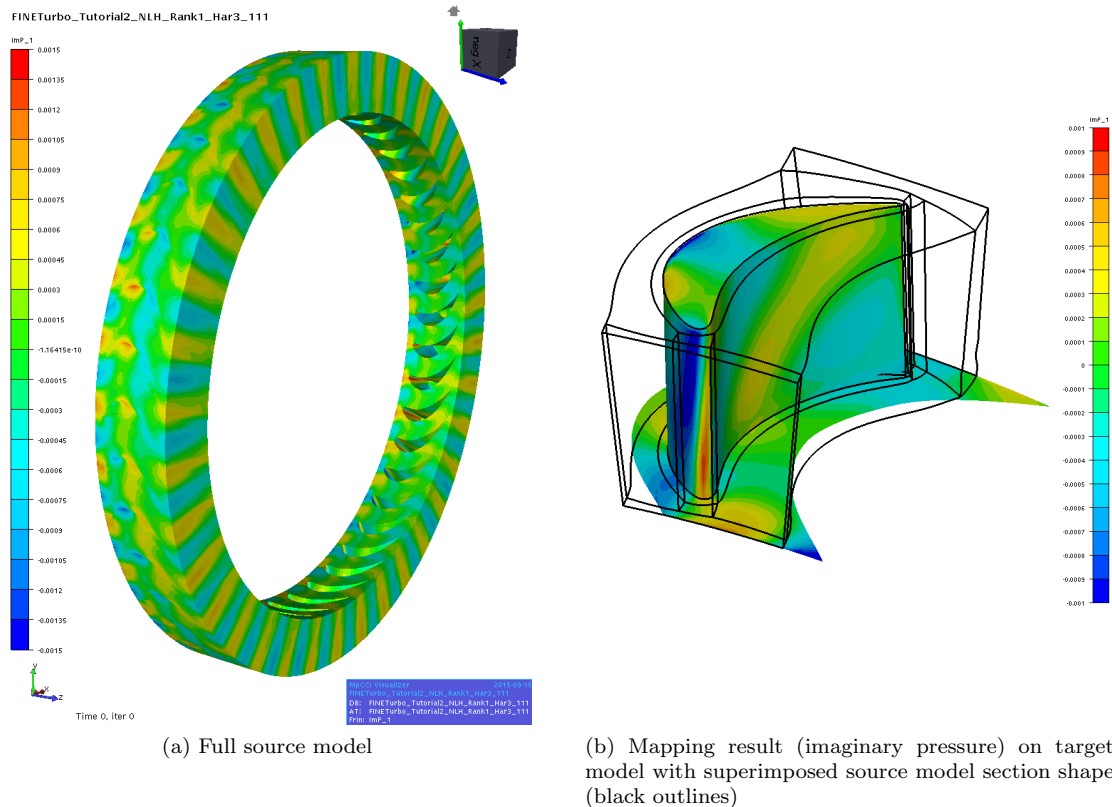 FINETurbo_Tutorial2_NLH_Rank1_Har3_111
ImP_1
0.0015
0.00135
0.0012
0.00105
0.0009
0.00075
0.0006
0.00045
0.0003
0.00015
-1.16415e-10
-0.00015
-0.0003
-0.00045
-0.0006
-0.00075
-0.0009
-0.00105
-0.0012
-0.00135
-0.0015
neg X
Y
X
Z
Time 0, iter 0
MpCCI Visualizer 2015-09-15
FINETurbo_Tutorial2_NLH_Rank1_Har3_111
DB: FINETurbo_Tutorial2_NLH_Rank1_Har3_111
AT: FINETurbo_Tutorial2_NLH_Rank1_Har3_111
Frin: ImP_1
(a) Full source model
ImP_1
0.001
0.0009
0.0008
0.0007
0.0006
0.0005
0.0004
0.0003
0.0002
0.0001
0
-0.0001
-0.0002
-0.0003
-0.0004
-0.0005
-0.0006
-0.0007
-0.0008
-0.0009
-0.001
(b) Mapping result (imaginary pressure) on target
model with superimposed source model section shape
(black outlines)